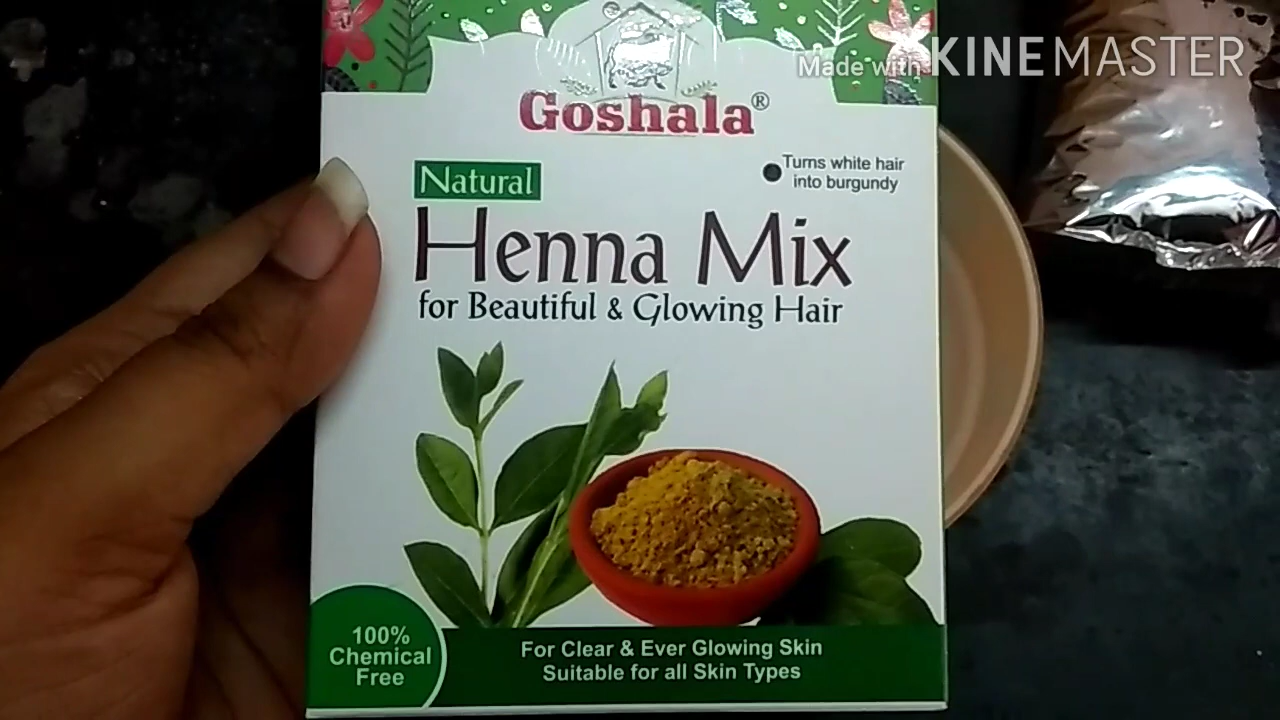 Made with KINEMASTER
Goshala®
Natural
Turns white hair
into burgundy
Henna Mix
for Beautiful & Glowing Hair
100%
Chemical
Free
For Clear & Ever Glowing Skin
Suitable for all Skin Types